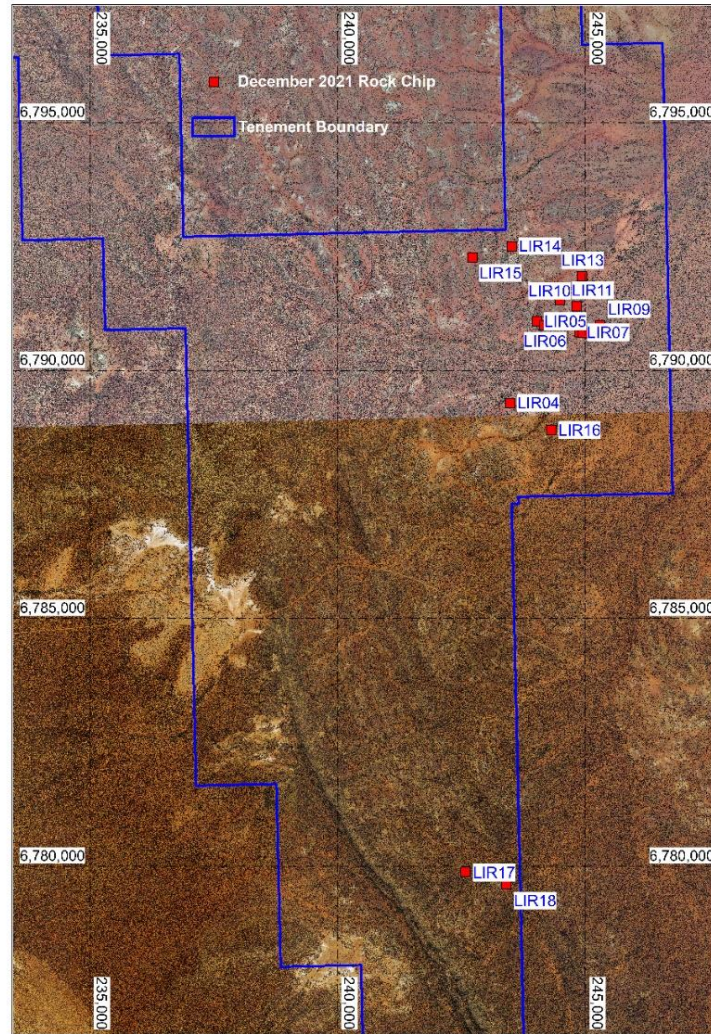 235,000
240,000
245,000
December 2021 Rock Chip
6,795,000
6,795,000
Tenement Boundary
LIR14
LIR13
LIR15
LIR10
LIR11
LIR09
LIR05
LIR07
LIR06
6,790,000
6,790,000
LIR04
LIR16
6,785,000
6,785,000
6,780,000
6,780,000
LIR17
LIR18
235,000
240,000
245,000